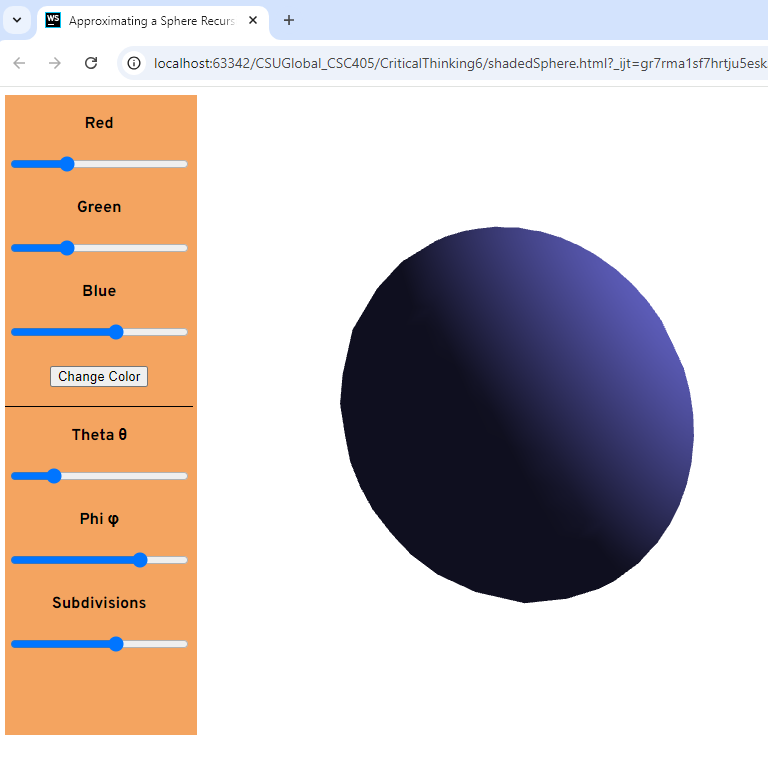 WS
Approximating a Sphere Recurs
localhost:63342/CSUGlobal_CSC405/CriticalThinking6/shadedSphere.html?_ijt=gr7rma1sf7hrtju5esk
Red
Green
Blue
Change Color
Theta θ
Phi φ
Subdivisions